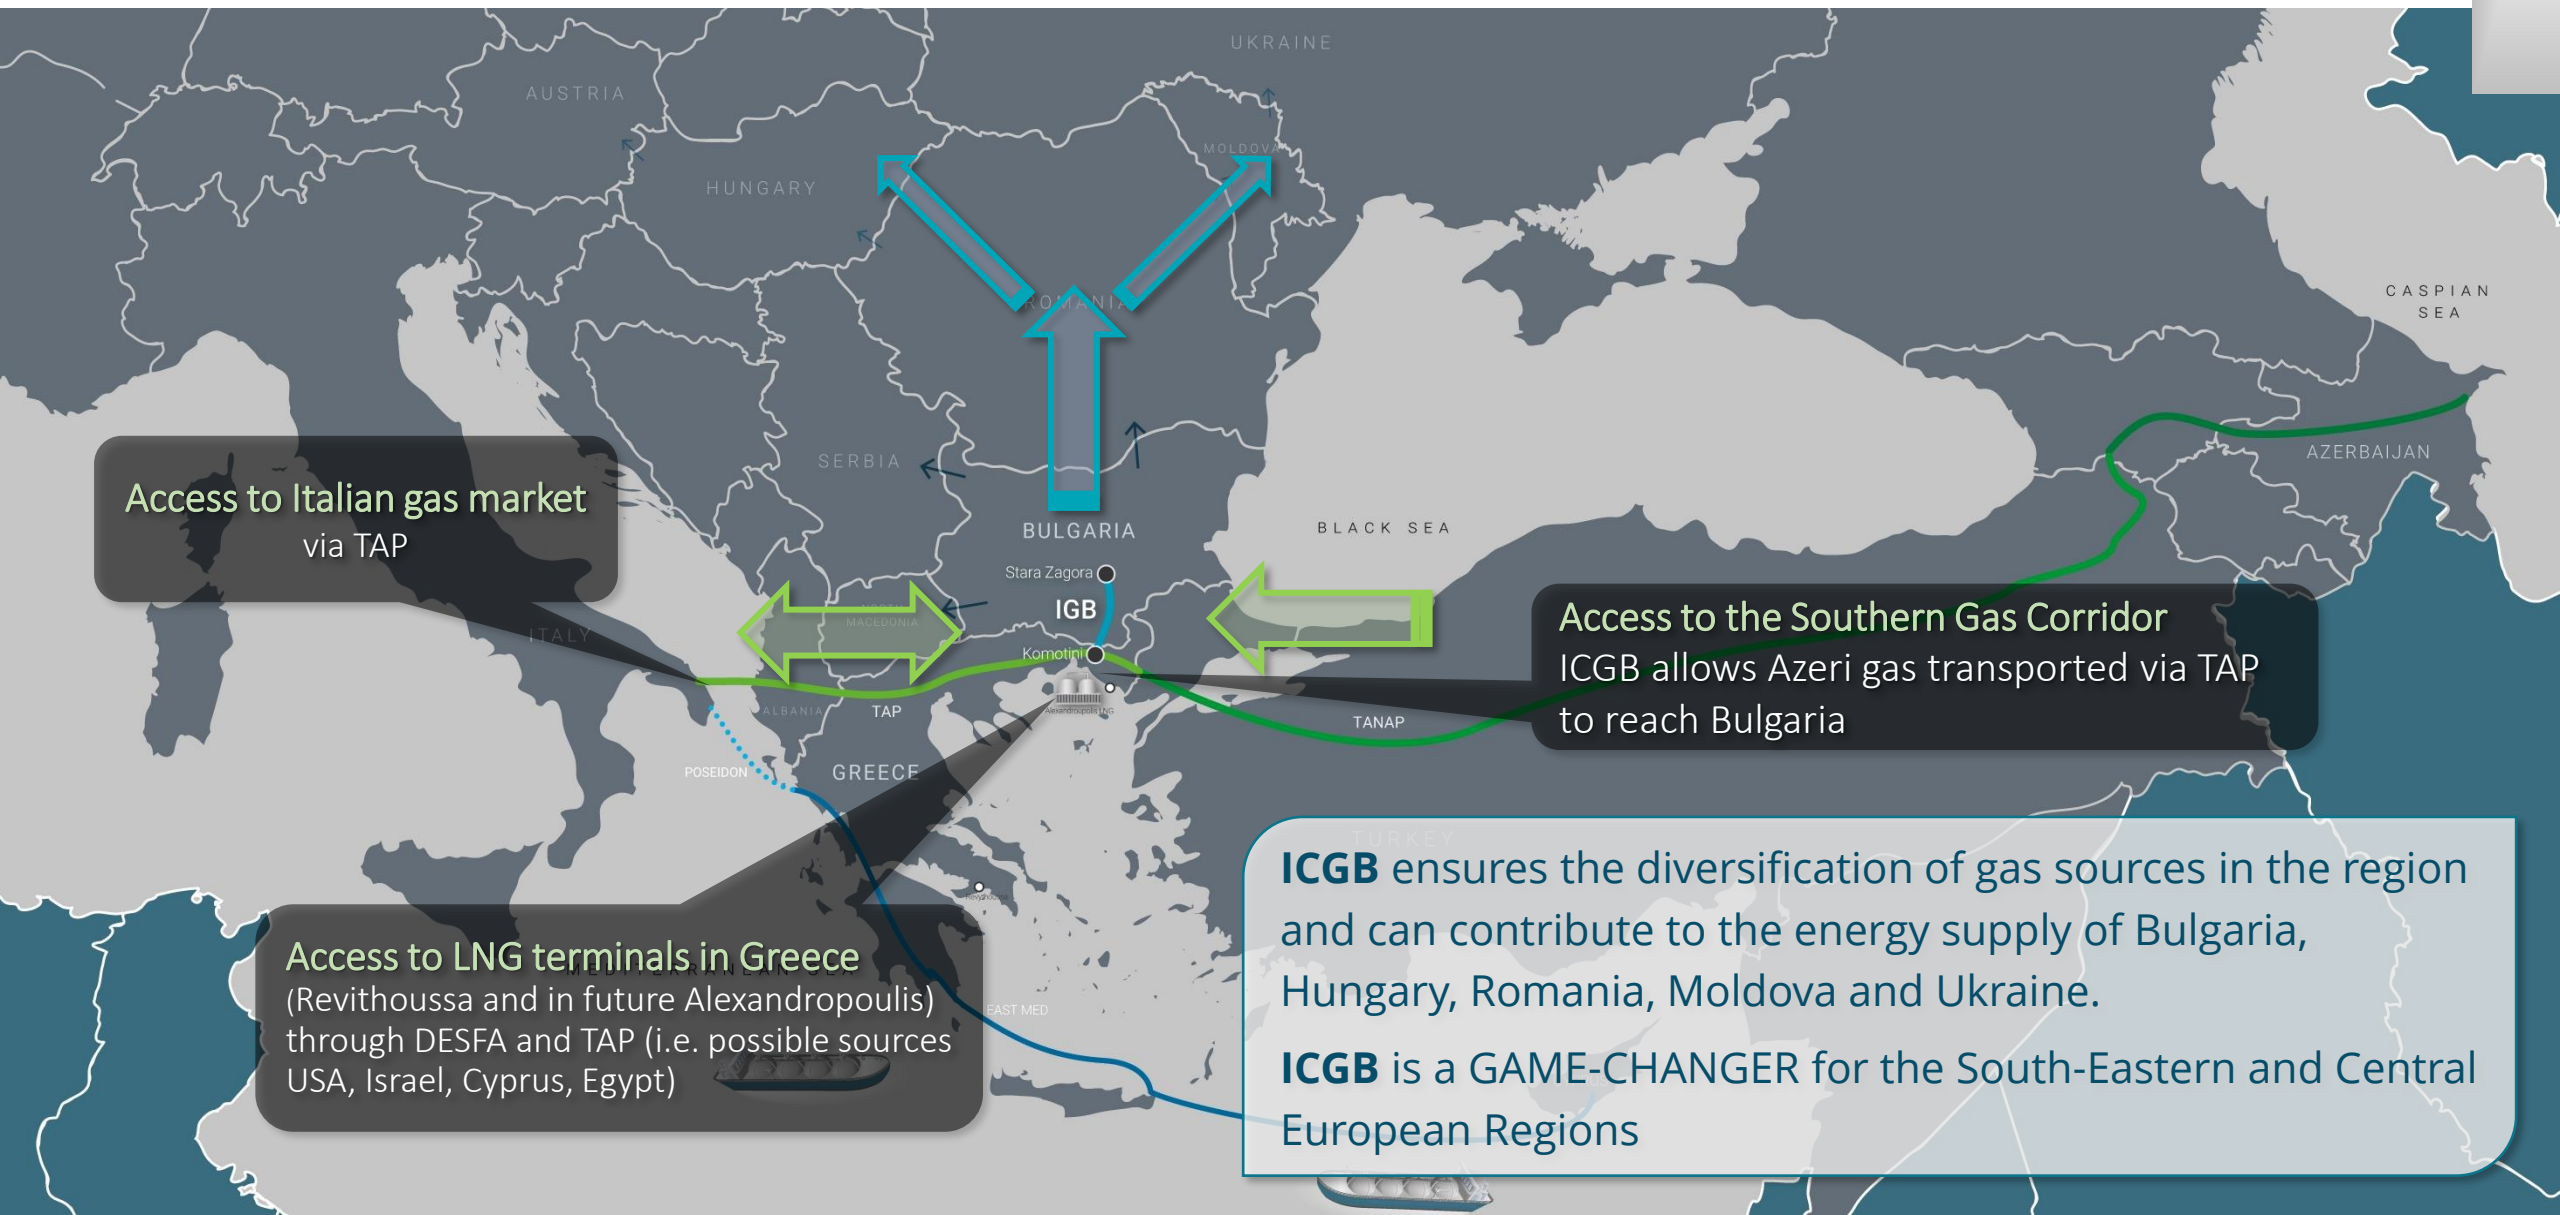 UKRAINE
AUSTRIA
MOLDOVA
HUNGARY
ROMANIA
CASPIAN
SEA
SERBIA
AZERBAIJAN
Access to Italian gas market
via TAP
BULGARIA
BLACK SEA
Stara Zagora
IGB
NORTH
MACEDONIA
ITALY
Komotini
Access to the Southern Gas Corridor
ICGB allows Azeri gas transported via TAP
to reach Bulgaria
ALBANIA
TAP
Alexandroupolis LNG
TANAP
POSEIDON
GREECE
TURKEY
ICGB ensures the diversification of gas sources in the region
and can contribute to the energy supply of Bulgaria,
Hungary, Romania, Moldova and Ukraine.
ICGB is a GAME-CHANGER for the South-Eastern and Central
European Regions
Access to LNG terminals in Greece
MEDITERRANEAN SEA
(Revithoussa and in future Alexandropoulis)
through DESFA and TAP (i.e. possible sources
USA, Israel, Cyprus, Egypt)
EAST MED